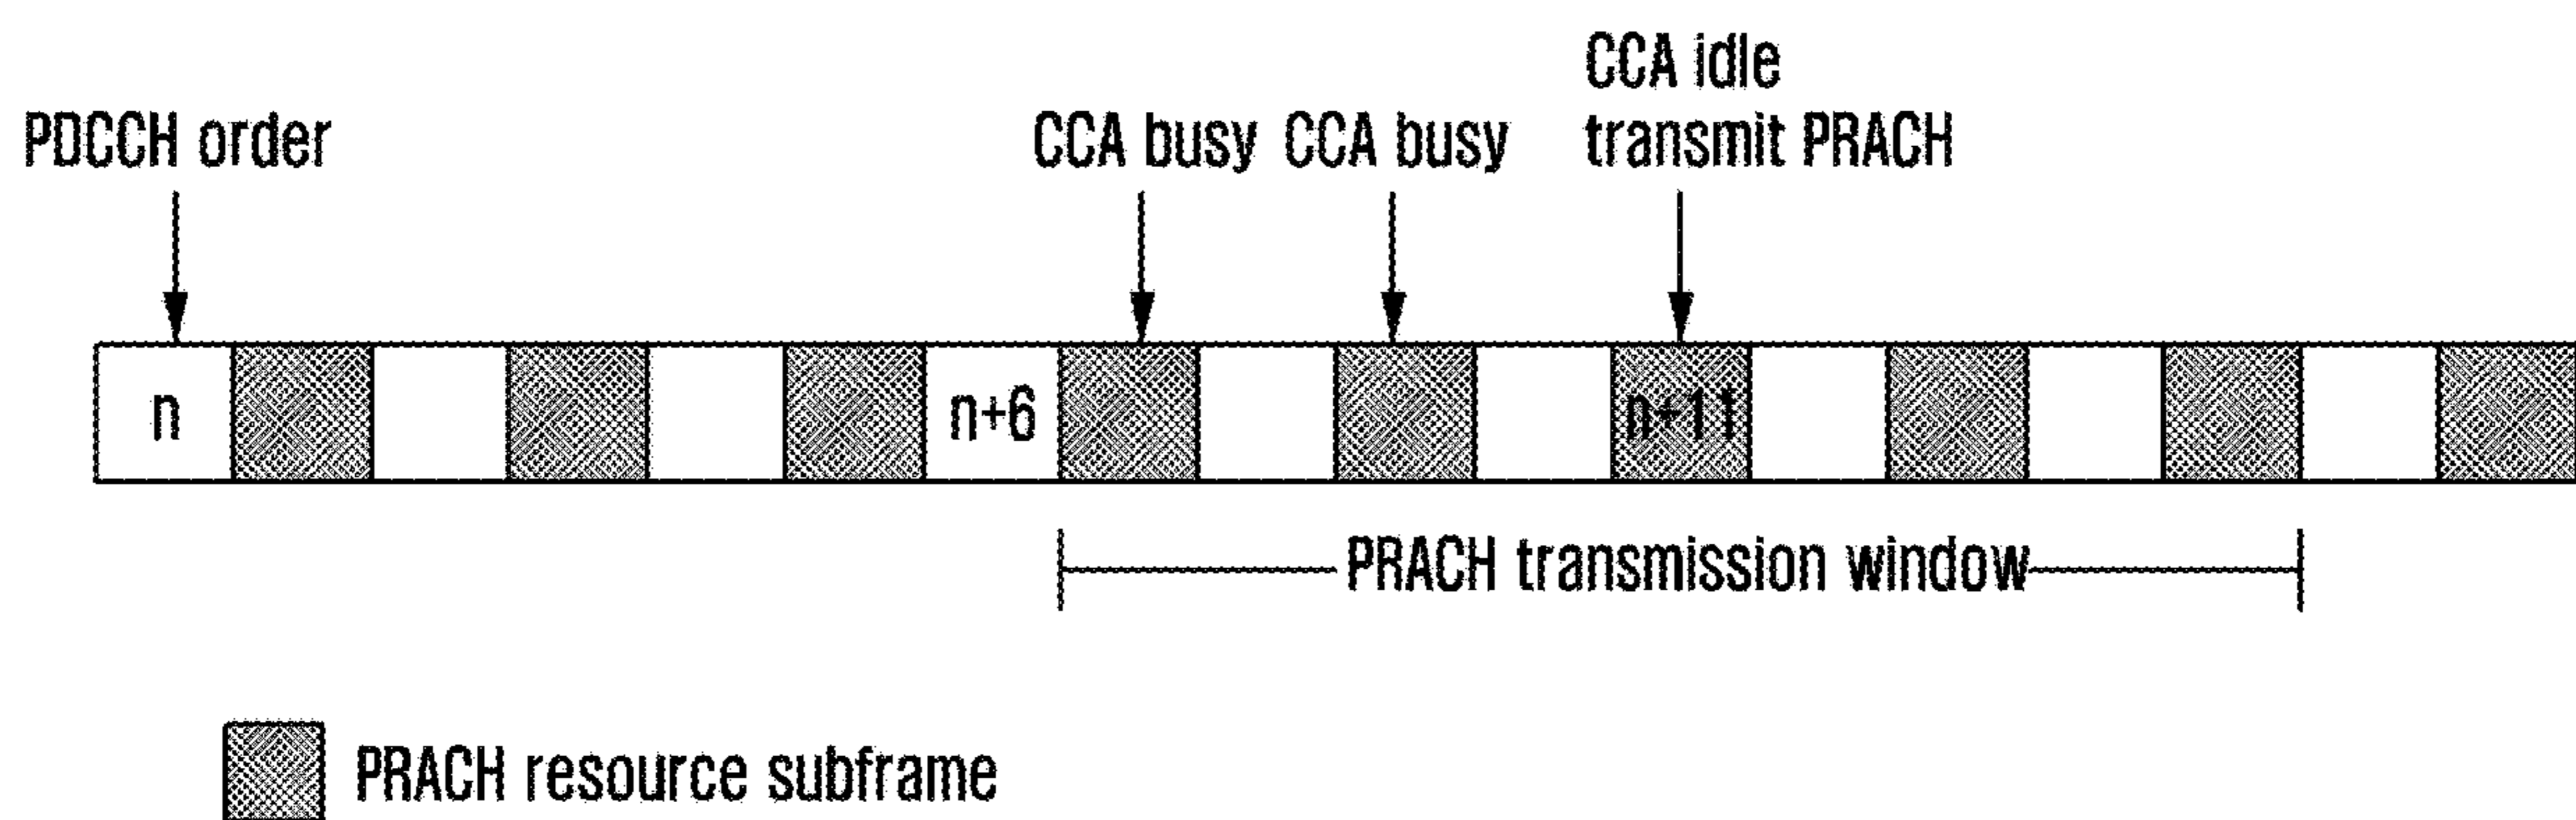 CCA idle
PDCCH order
CCA busy
CCA busy
transmit PRACH
n
n+6
n+11
PRACH transmission window
PRACH resource subframe